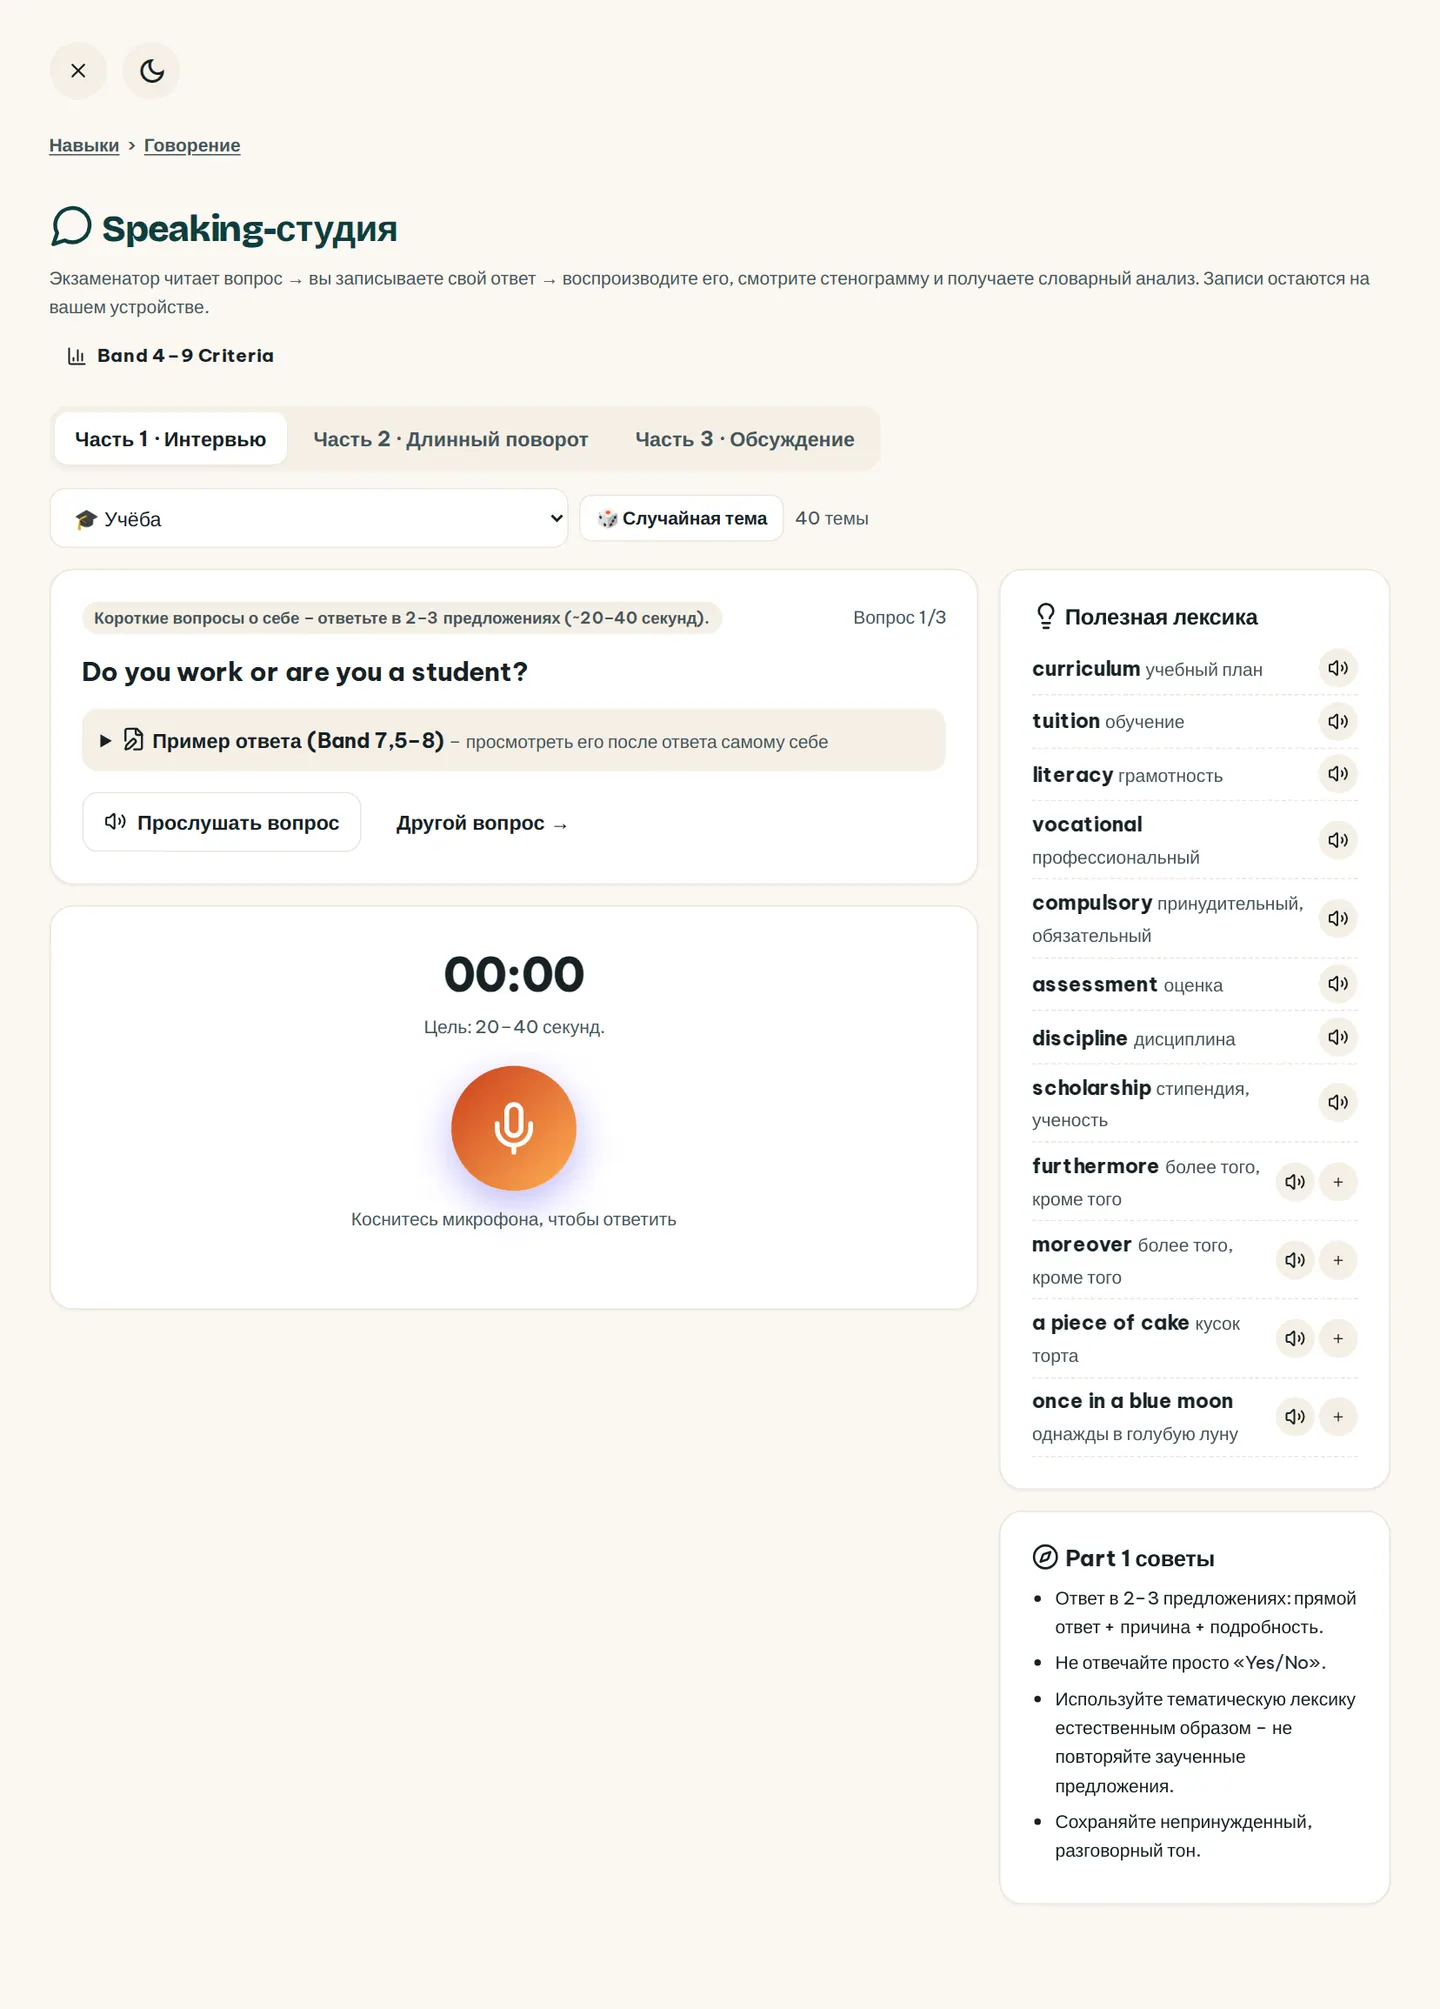 Навыки › Говорение
Speaking-студия
Экзаменатор читает вопрос → вы записываете свой ответ → воспроизводите его, смотрите стенограмму и получаете словарный анализ. Записи остаются на
вашем устройстве.
Band 4–9 Criteria
Часть 1 · Интервью
Часть 2 · Длинный поворот
Часть 3 · Обсуждение
🎓 Учёба
🎲 Случайная тема
40 темы
Короткие вопросы о себе – ответьте в 2–3 предложениях (~20–40 секунд).
Вопрос 1/3
Do you work or are you a student?
Пример ответа (Band 7,5–8) – просмотреть его после ответа самому себе
Прослушать вопрос
Другой вопрос →
00:00
Цель: 20–40 секунд.
Коснитесь микрофона, чтобы ответить
Полезная лексика
curriculum учебный план
tuition обучение
literacy грамотность
vocational
профессиональный
compulsory принудительный,
обязательный
assessment оценка
discipline дисциплина
scholarship стипендия,
ученость
furthermore более того,
кроме того
+
moreover более того,
кроме того
+
a piece of cake кусок
торта
+
once in a blue moon
однажды в голубую луну
+
Part 1 советы
• Ответ в 2–3 предложениях: прямой
ответ + причина + подробность.
• Не отвечайте просто «Yes/No».
• Используйте тематическую лексику
естественным образом – не
повторяйте заученные
предложения.
• Сохраняйте непринужденный,
разговорный тон.